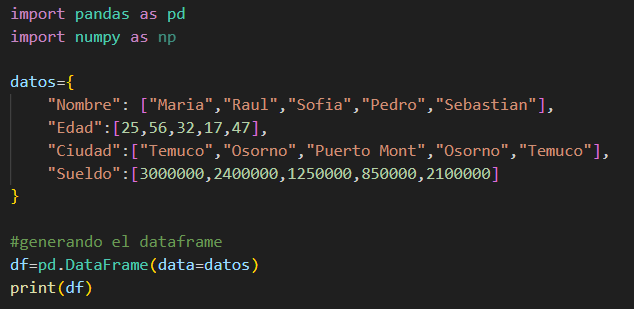 import pandas as pd
import numpy as np

datos={
    "Nombre": ["Maria","Raul","Sofia","Pedro","Sebastian"],
    "Edad":[25,56,32,17,47],
    "Ciudad":["Temuco","Osorno","Puerto Mont","Osorno","Temuco"],
    "Sueldo":[3000000,2400000,1250000,850000,2100000]
}

#generando el dataframe
df=pd.DataFrame(data=datos)
print(df)